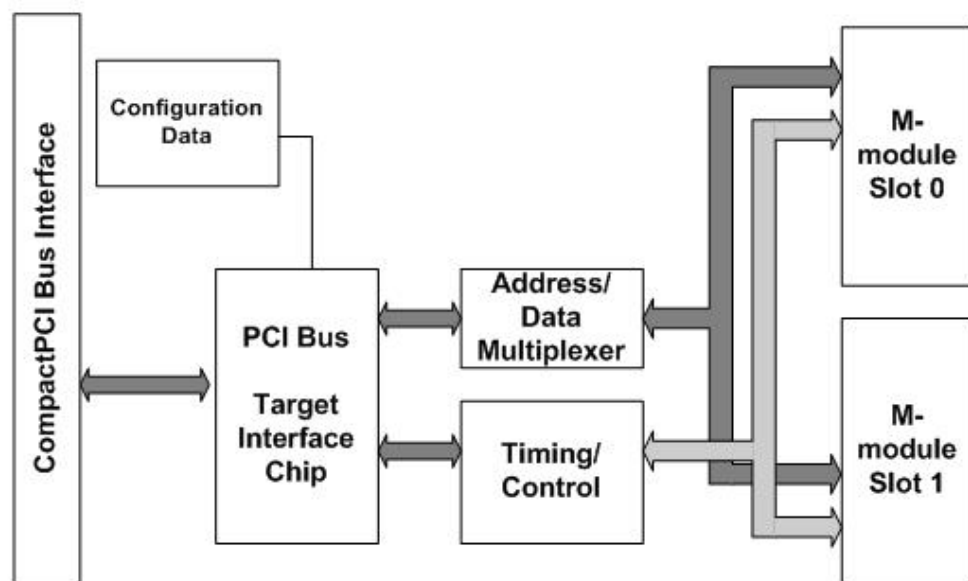 CompactPCI Bus Interface
Configuration
Data
PCI Bus
Target
Interface
Chip
Address/
Data
Multiplexer
Timing/
Control
M-
module
Slot 0
M-
module
Slot 1